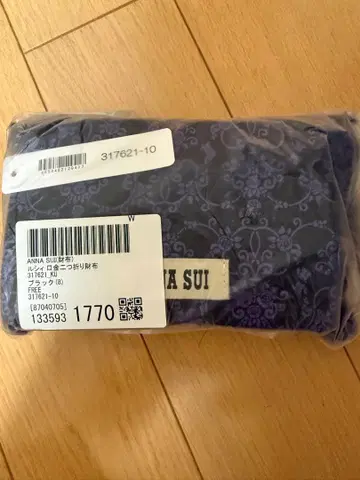 317621-10
W
ANNA SUI(財布)
ルシィ 口金二つ折り財布
317621_KU
ブラック(8)
FREE
317621-10
[87040705]
133593 1770
NA SUI